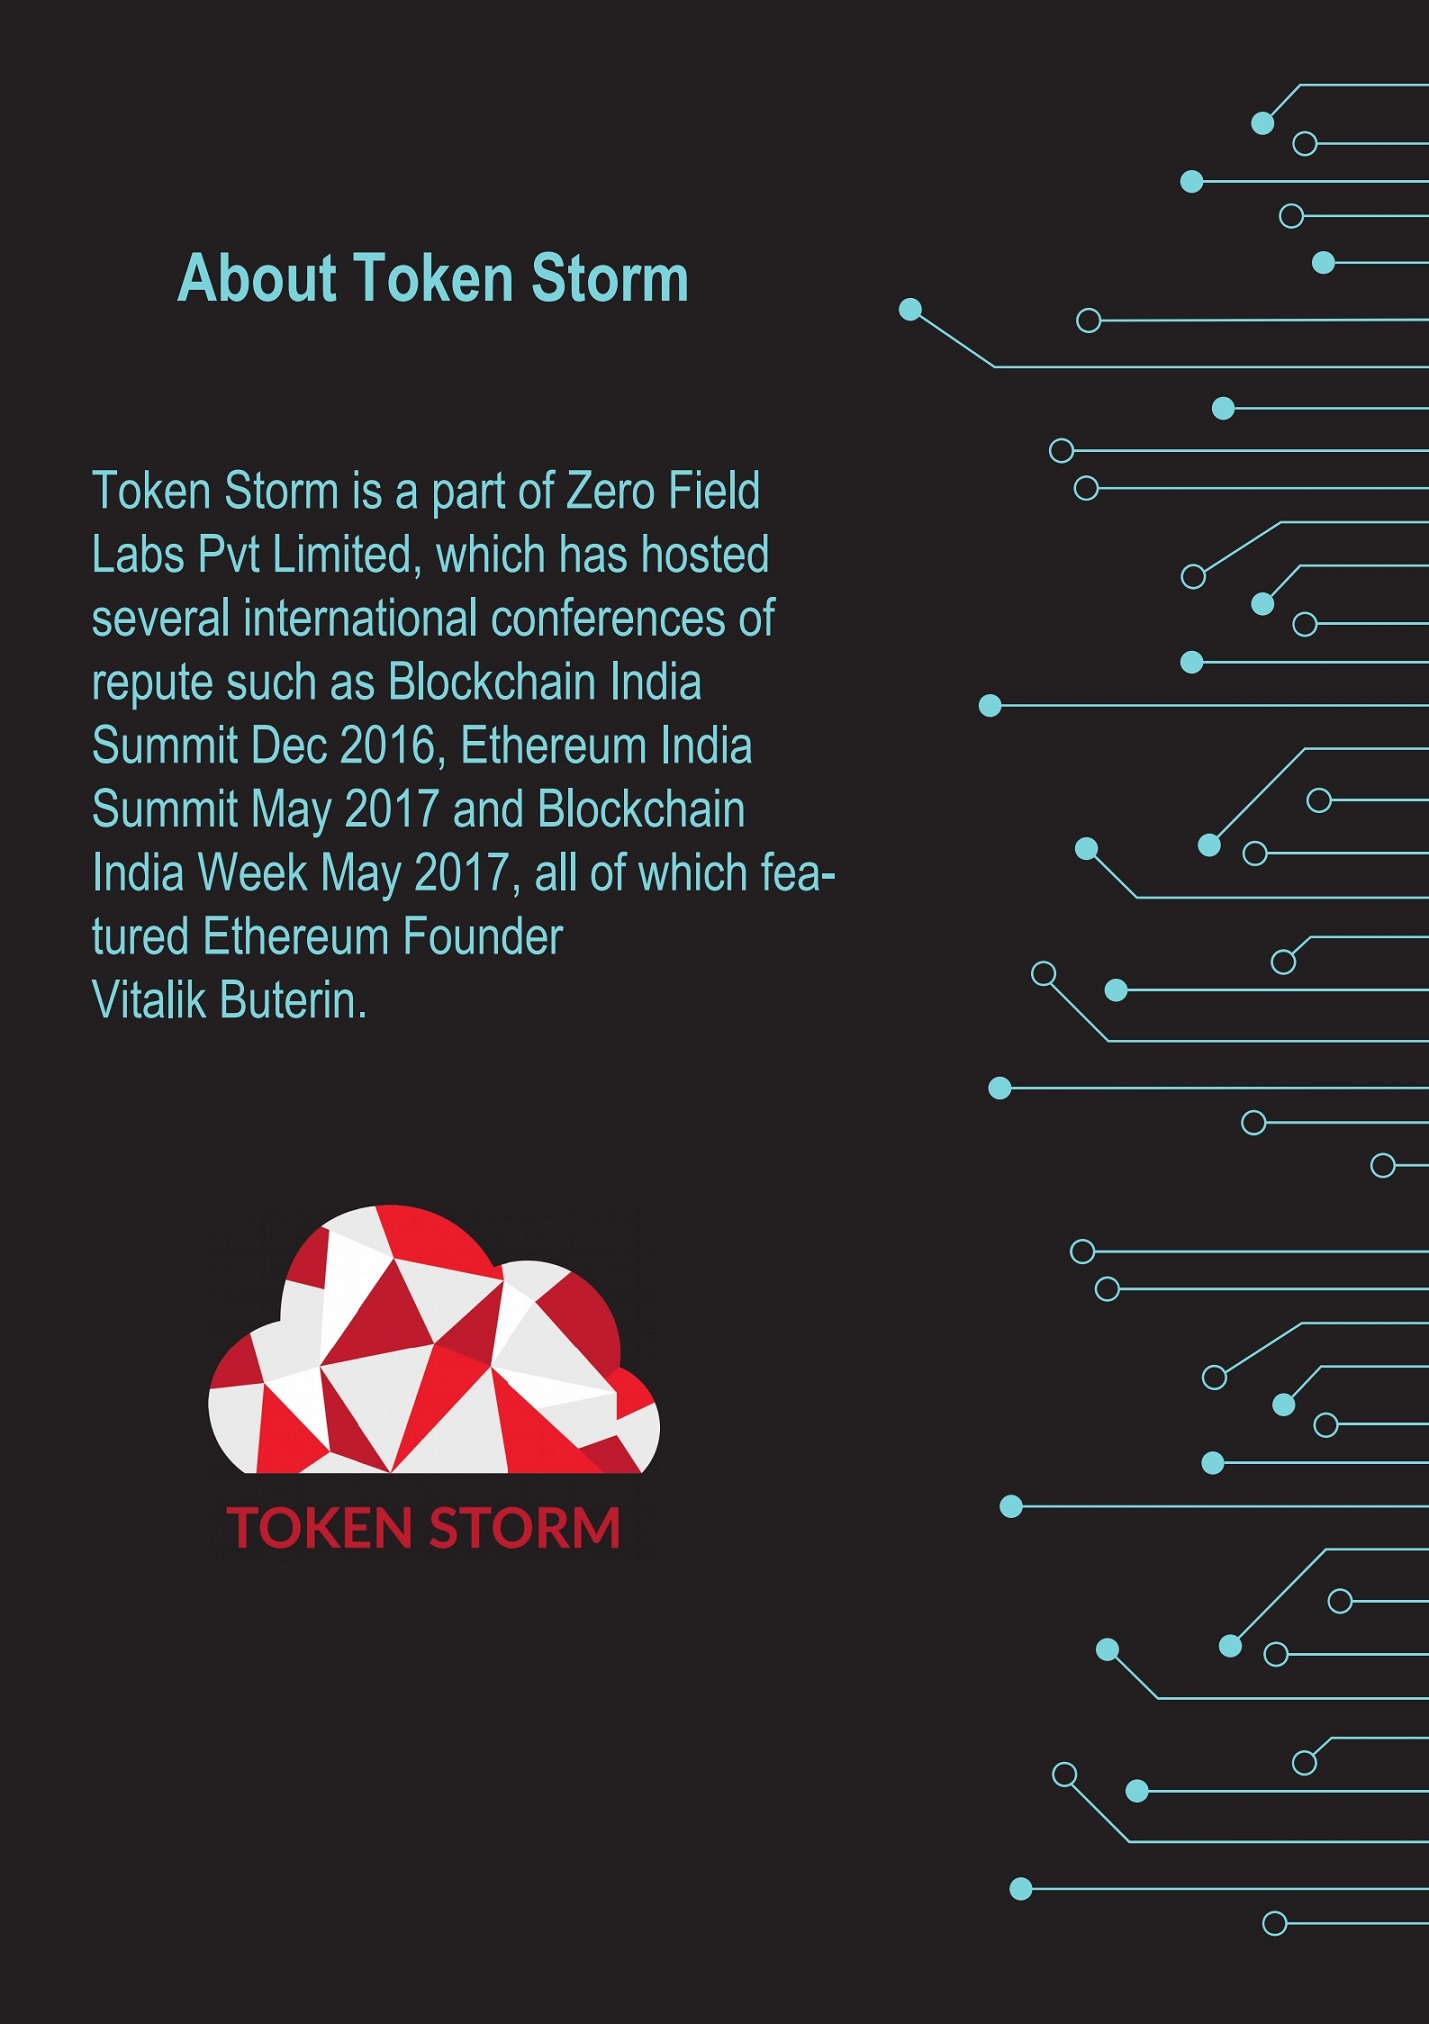 About Token Storm
Token Storm is a part of Zero Field
Labs Pvt Limited, which has hosted
several international conferences of
repute such as Blockchain India
Summit Dec 2016, Ethereum India
Summit May 2017 and Blockchain
India Week May 2017, all of which fea-
tured Ethereum Founder
Vitalik Buterin.
TOKEN STORM